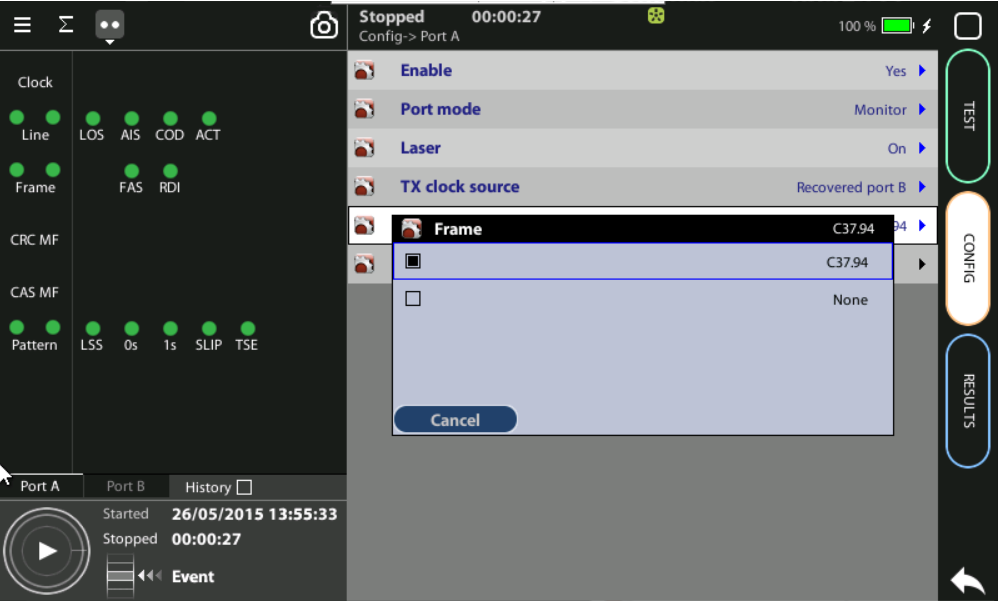 Σ
Stopped 00:00:27
Config-> Port A
100 %
Clock
Line LOS AIS COD ACT
Frame FAS RDI
CRC MF
CAS MF
Pattern LSS 0s 1s SLIP TSE
Port A Port B History
Started 26/05/2015 13:55:33
Stopped 00:00:27
Event
Enable Yes
Port mode Monitor
Laser On
TX clock source Recovered port B
94
Frame C37.94
C37.94
None
Cancel
TEST
CONFIG
RESULTS